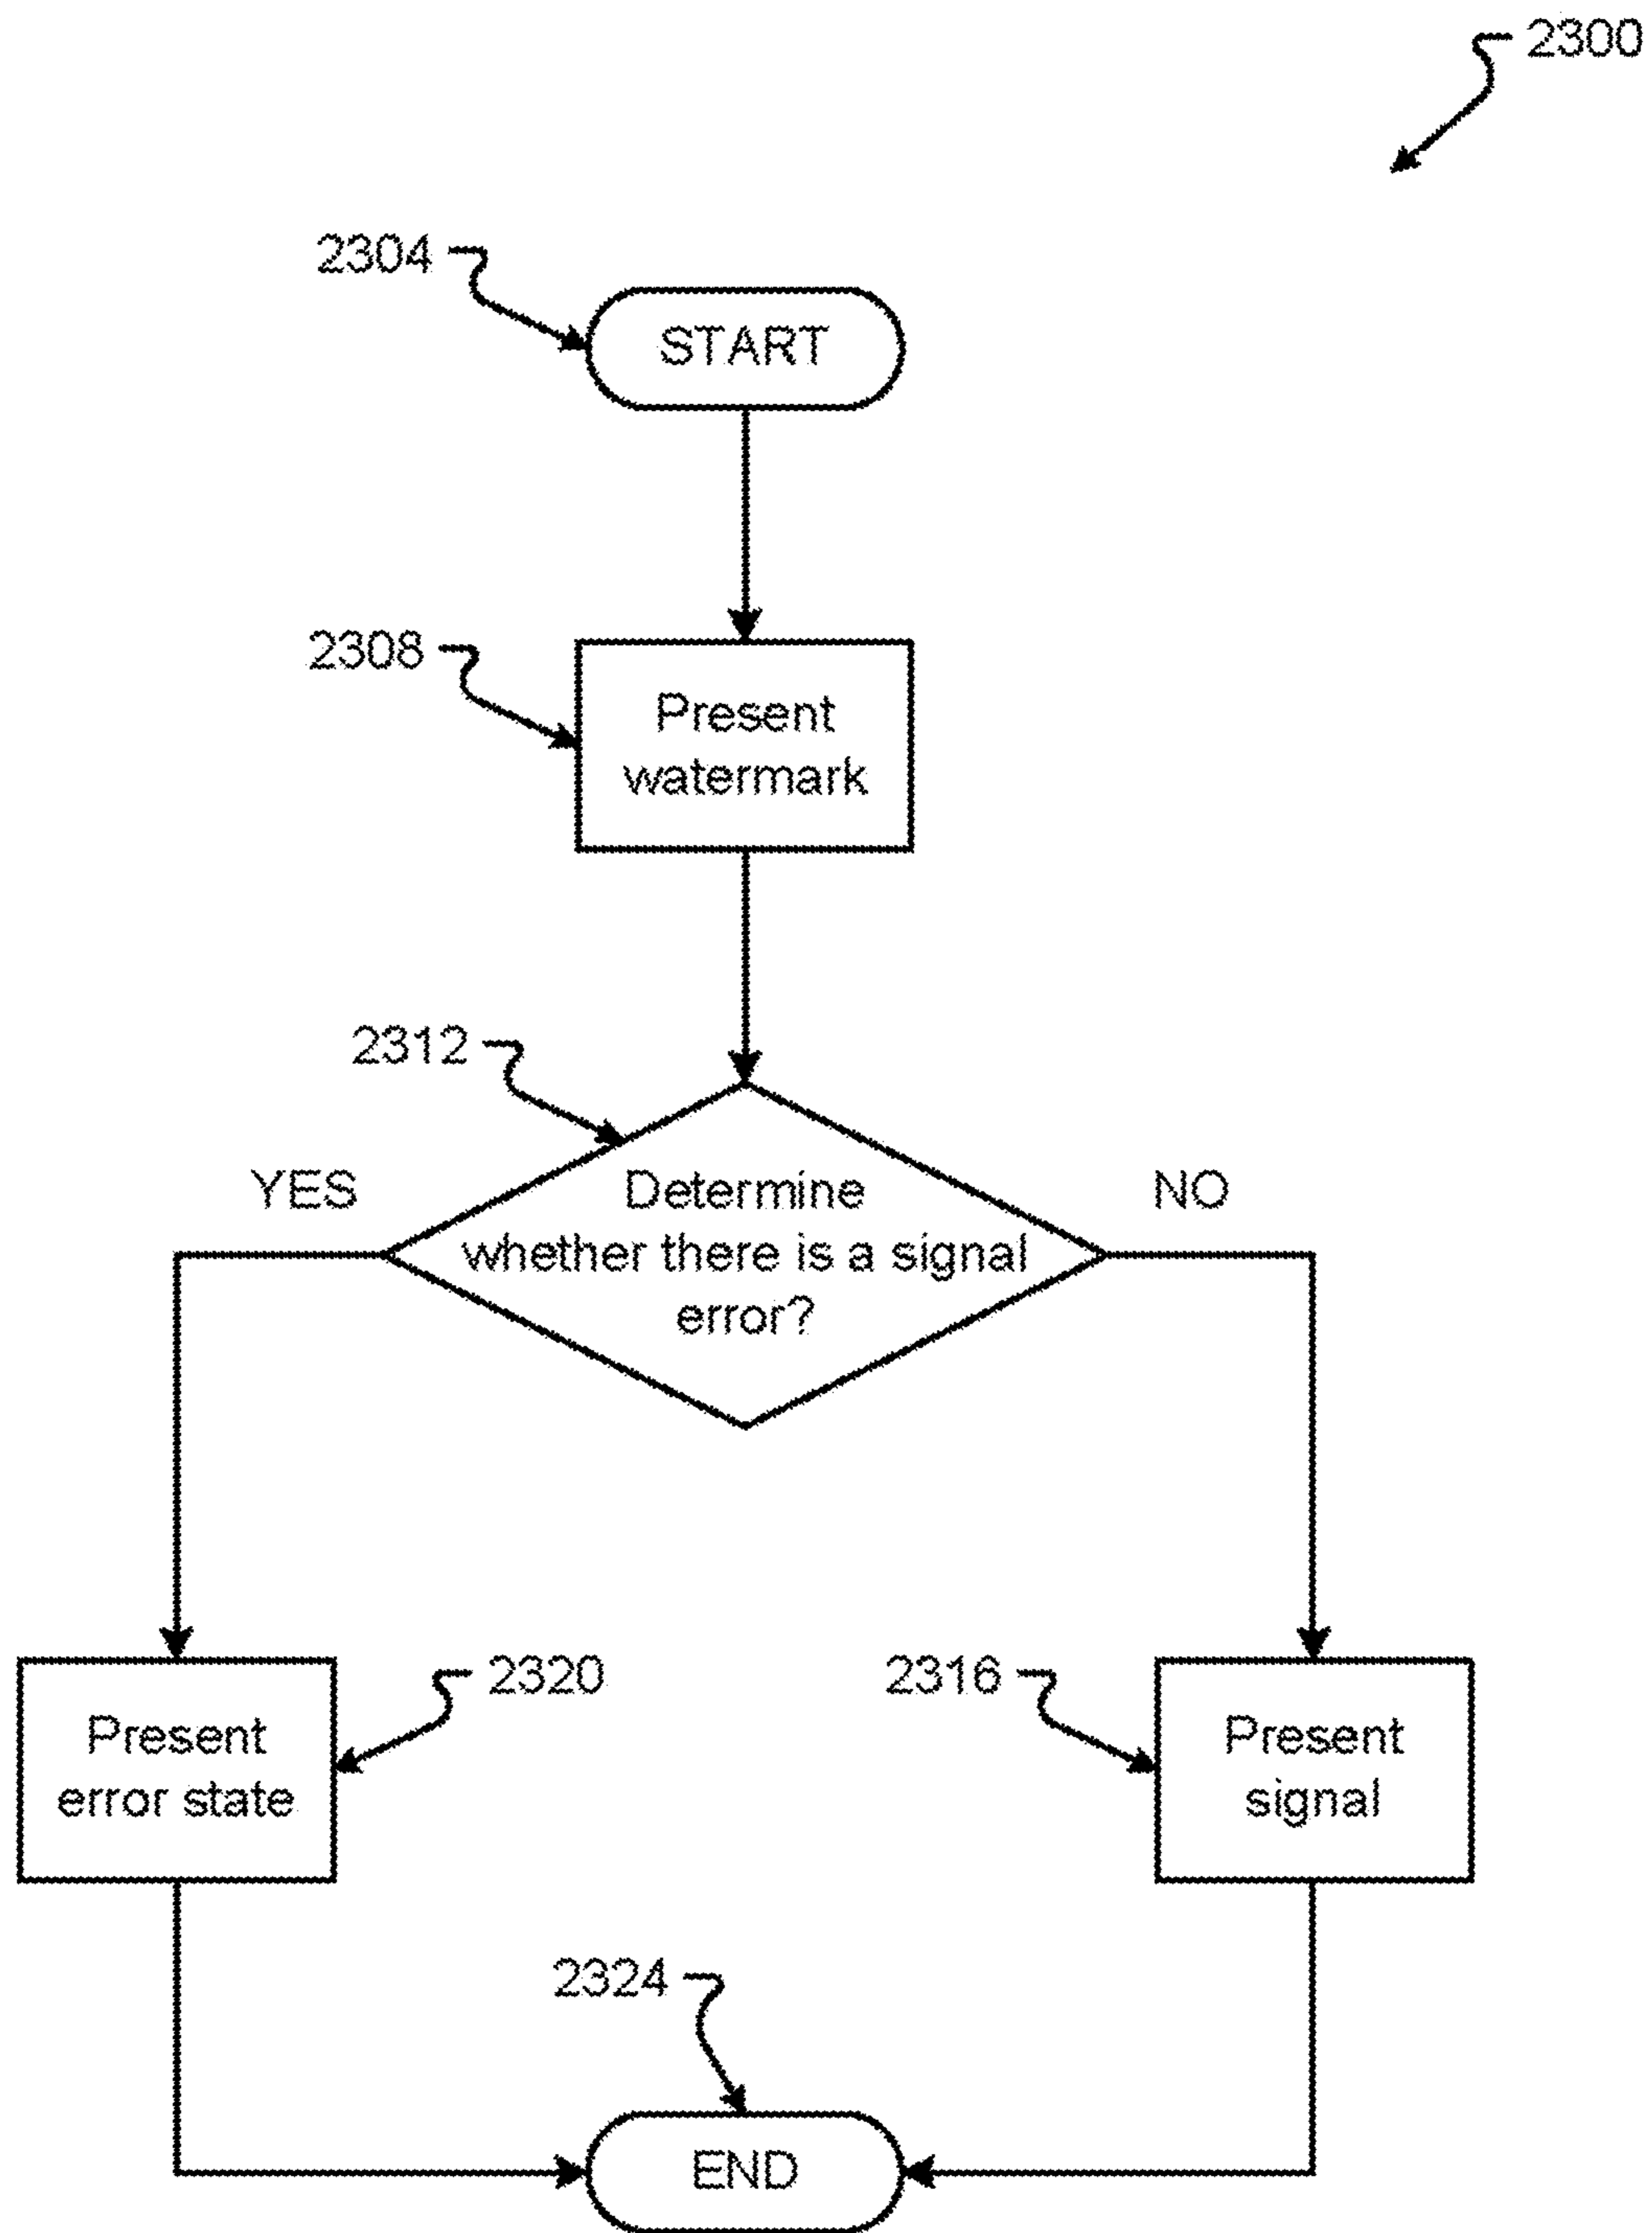 2300
2304
START
2308
Present
watermark
2312
YES
NO
Determine
whether there is a signal
error?
2320
2316
Present
error state
Present
signal
2324
END